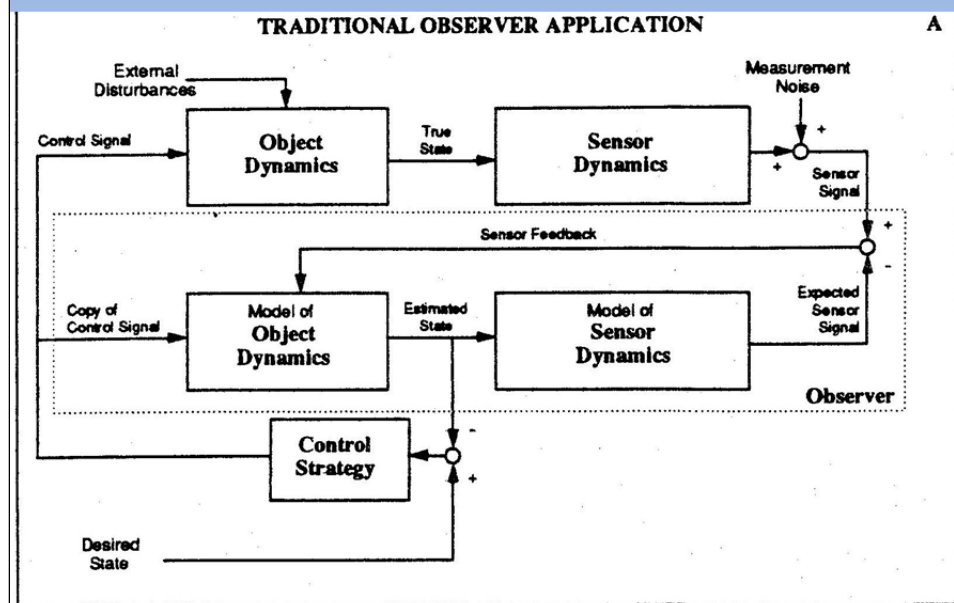 TRADITIONAL OBSERVER APPLICATION
A
External
Disturbances
Measurement
Noise
Control Signal
Object
Dynamics
True
State
Sensor
Dynamics
+
+
Sensor
Signal
+
Sensor Feedback
-
Copy of
Control Signal
Model of
Object
Dynamics
Estimated
State
Model of
Sensor
Dynamics
Expected
Sensor
Signal
Observer
Control
Strategy
-
+
Desired
State